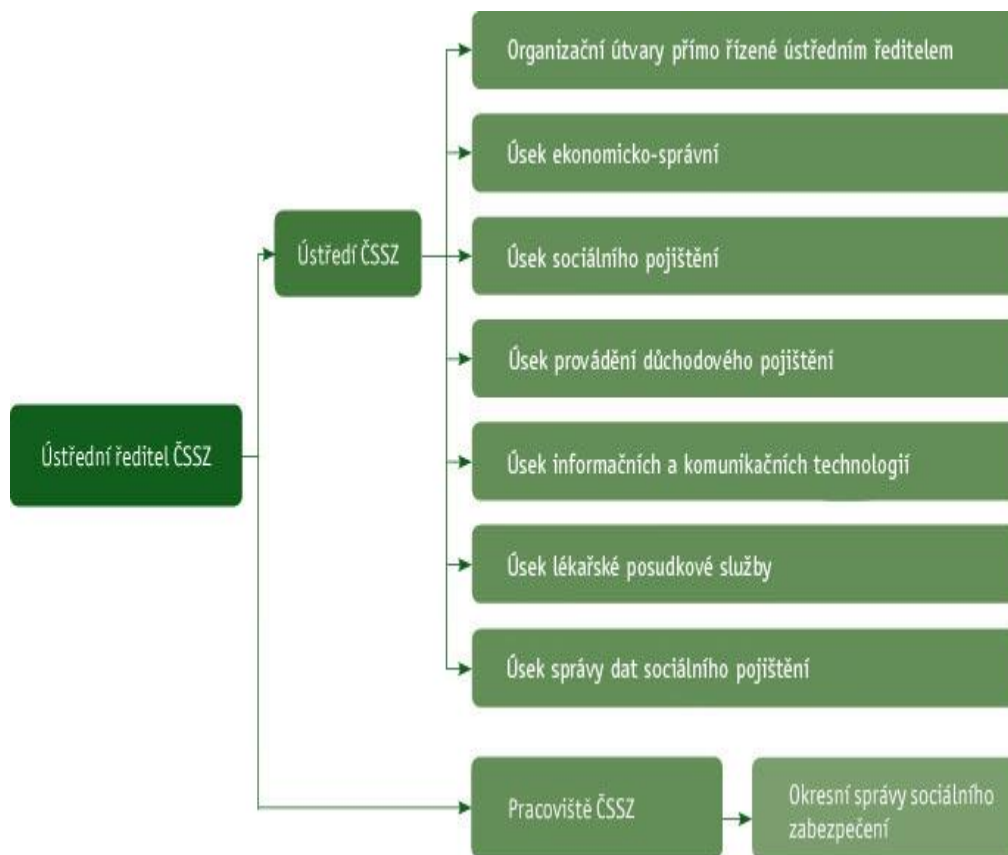 Organizační útvary přímo řízené ústředním ředitelem
Úsek ekonomicko-správní
Ústředí ČSSZ
Úsek sociálního pojištění
Úsek provádění důchodového pojištění
Ústřední ředitel ČSSZ
Úsek informačních a komunikačních technologií
Úsek lékařské posudkové služby
Úsek správy dat sociálního pojištění
Pracoviště ČSSZ
Okresní správy sociálního
zabezpečení